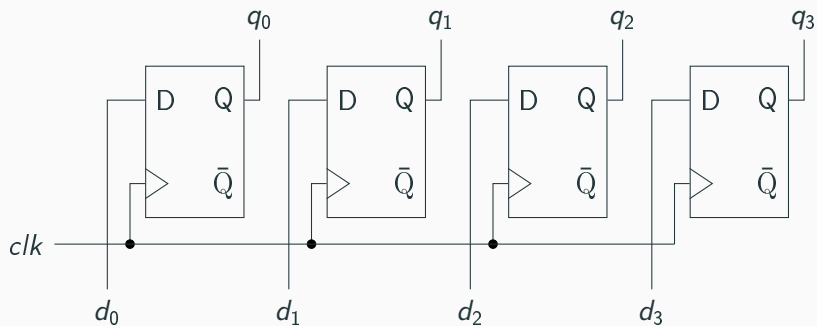 q0 q1 q2 q3
D Q D Q D Q D Q
Q̄ Q̄ Q̄ Q̄
clk
d0 d1 d2 d3